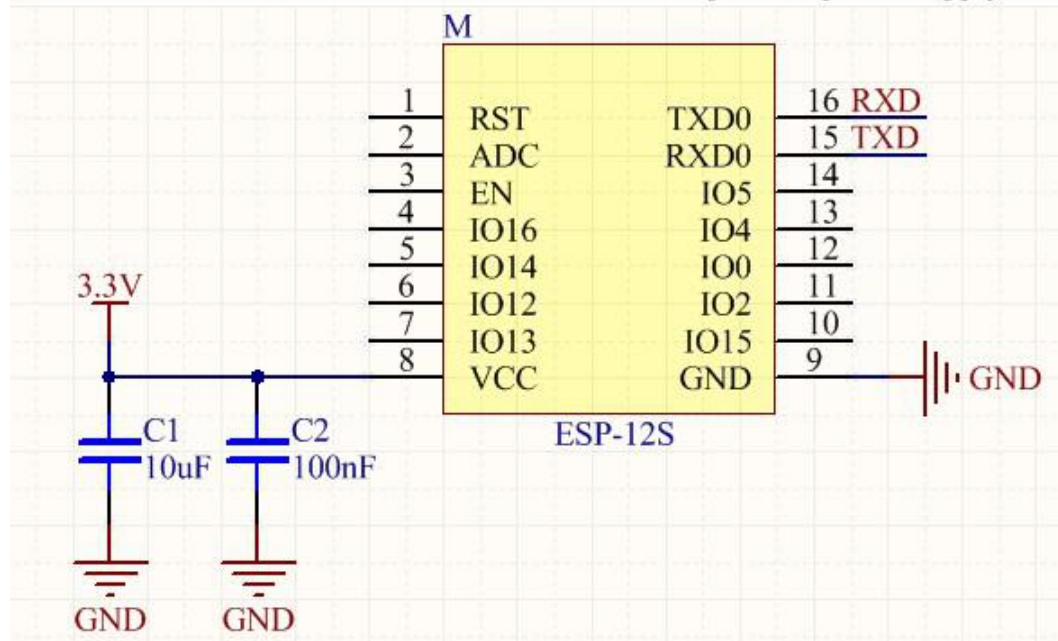 M
1 RST TXD0 16 RXD
2 ADC RXD0 15 TXD
3 EN IO5 14
4 IO16 IO4 13
5 IO14 IO0 12
6 IO12 IO2 11
7 IO13 IO15 10
8 VCC GND 9 GND
ESP-12S
3.3V
C1 C2
10uF 100nF
GND GND